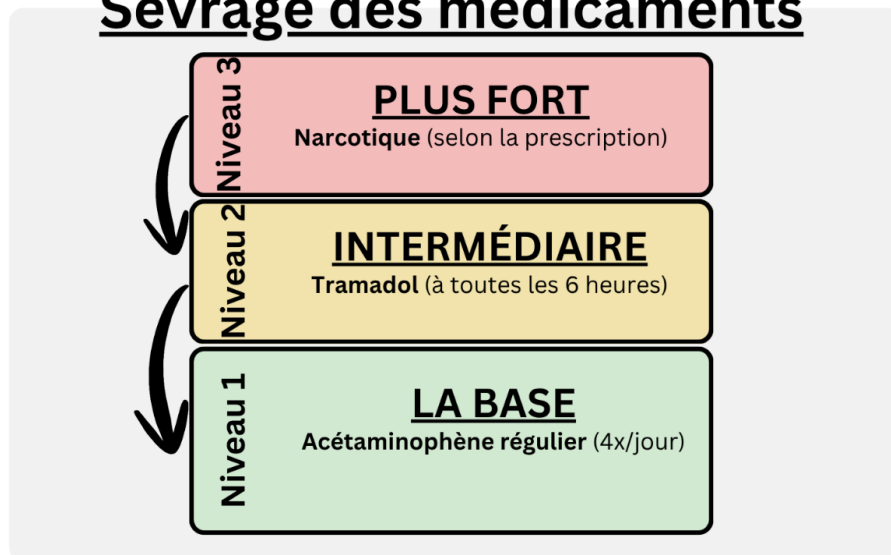 Sevrage des médicaments
Niveau 3
PLUS FORT
Narcotique (selon la prescription)
Niveau 2
INTERMÉDIAIRE
Tramadol (à toutes les 6 heures)
Niveau 1
LA BASE
Acétaminophène régulier (4x/jour)